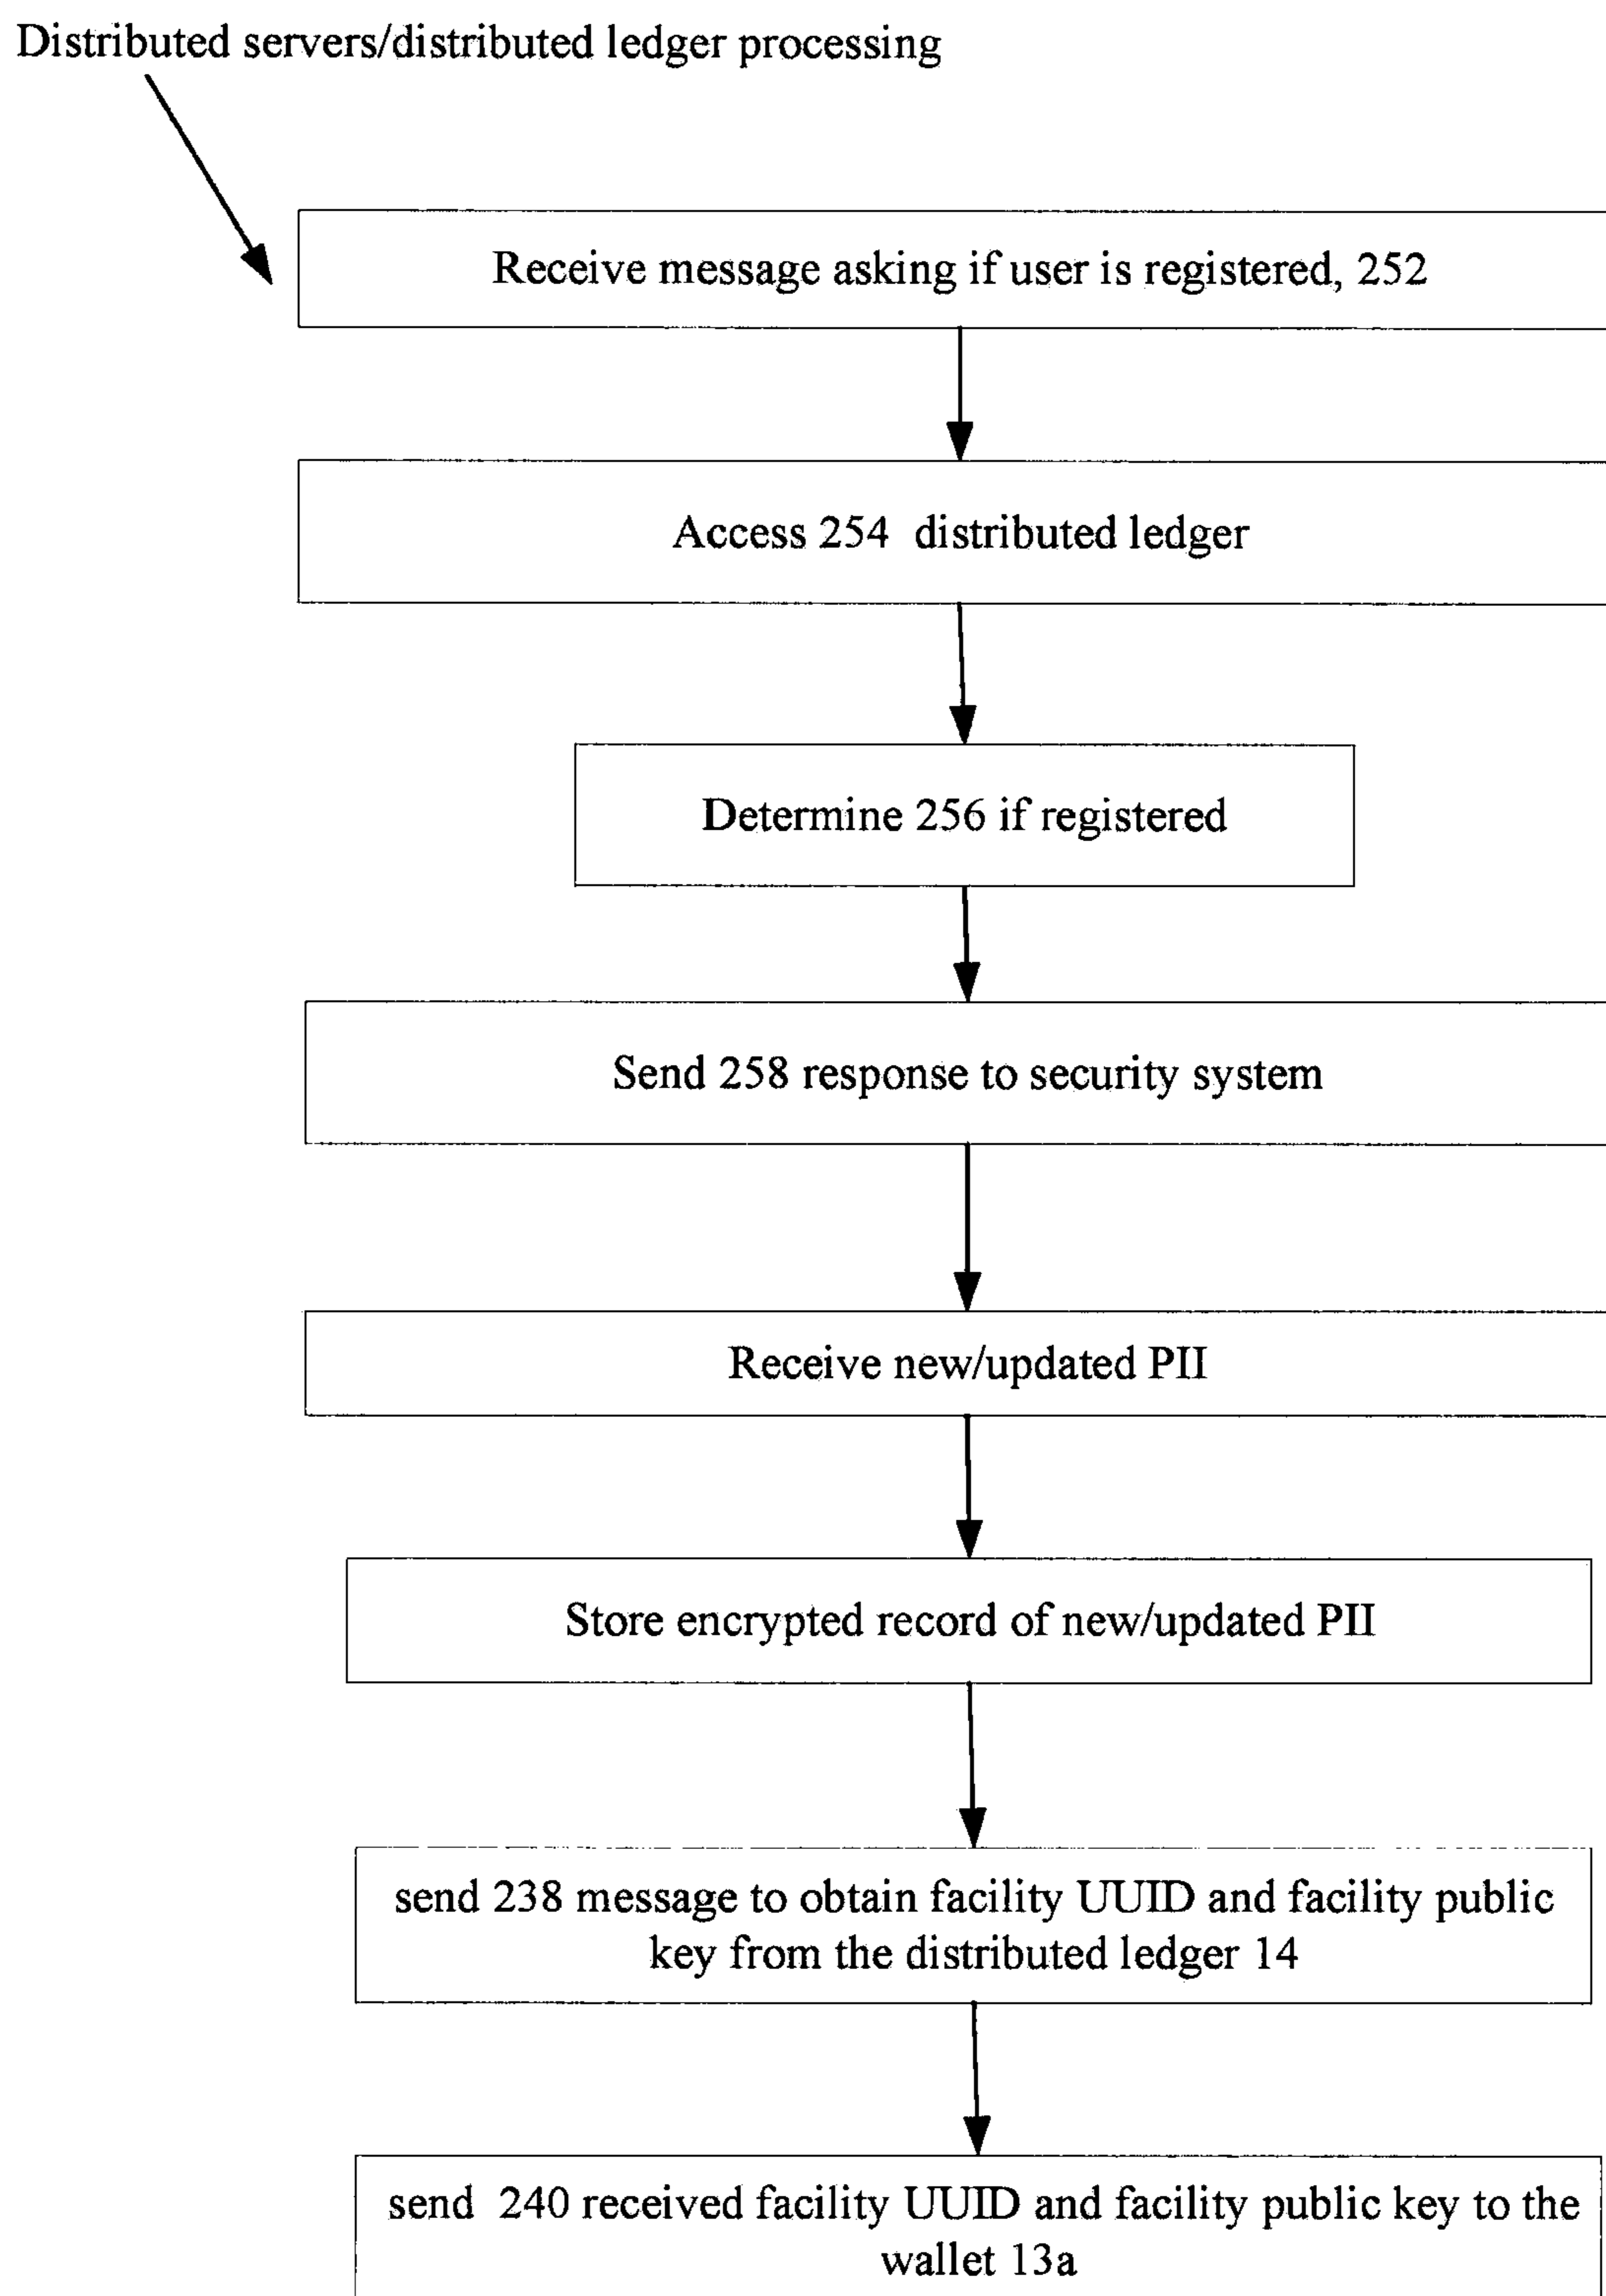 Distributed servers/distributed ledger processing
Receive message asking if user is registered, 252
Access 254 distributed ledger
Determine 256 if registered
Send 258 response to security system
Receive new/updated PII
Store encrypted record of new/updated PII
send 238 message to obtain facility UUID and facility public
key from the distributed ledger 14
send 240 received facility UUID and facility public key to the
wallet 13a